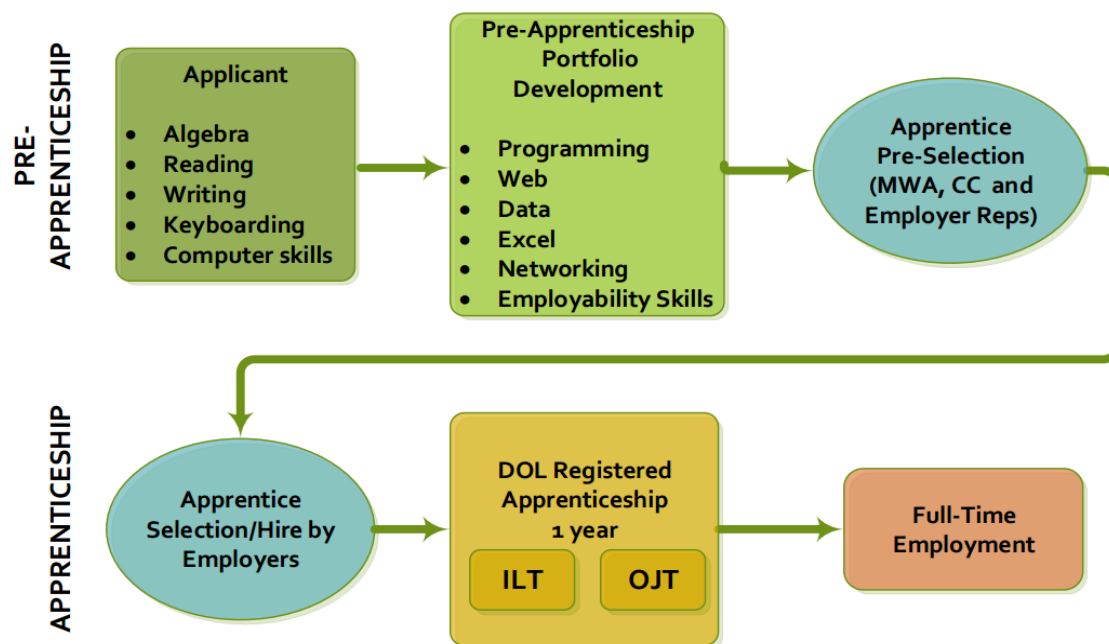 PRE-
APPRENTICESHIP
Applicant
• Algebra
• Reading
• Writing
• Keyboarding
• Computer skills
Pre-Apprenticeship
Portfolio
Development
• Programming
• Web
• Data
• Excel
• Networking
• Employability Skills
Apprentice
Pre-Selection
(MWA, CC and
Employer Reps)
APPRENTICESHIP
Apprentice
Selection/Hire by
Employers
DOL Registered
Apprenticeship
1 year
ILT
OJT
Full-Time
Employment